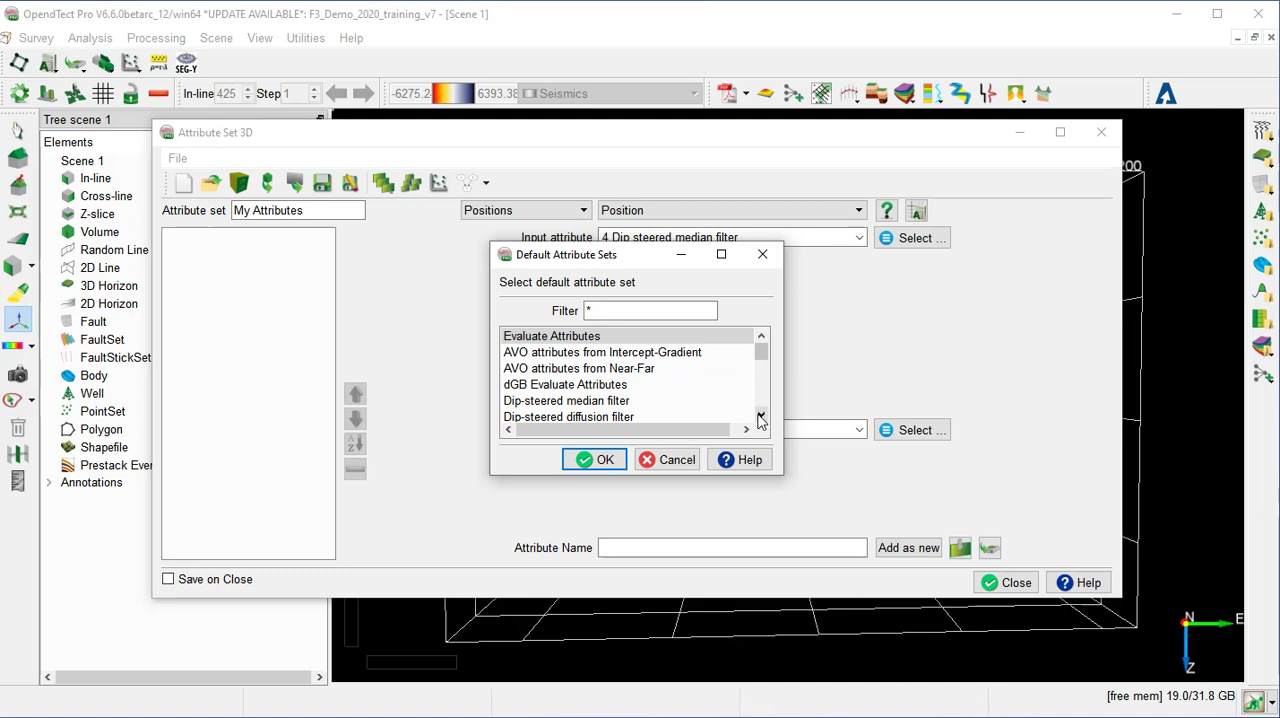 OpendTect Pro V6.6.0betarc_12/win64 *UPDATE AVAILABLE*: F3_Demo_2020_training_v7 - [Scene 1]
Survey Analysis Processing Scene View Utilities Help
SEG-Y
In-line 425 Step 1 -6275.2 6393.38 Seismics
Tree scene 1
Elements
Scene 1
In-line
Cross-line
Z-slice
Volume
Random Line
2D Line
3D Horizon
2D Horizon
Fault
FaultSet
FaultStickSet
Body
Well
PointSet
Polygon
Shapefile
Prestack Eve
Annotations
Attribute Set 3D
File
Attribute set My Attributes
Positions Position
Input attribute 4 Dip steered median filter Select ...
Select ...
Attribute Name Add as new
Save on Close
Close Help
Default Attribute Sets
Select default attribute set
Filter *
Evaluate Attributes
AVO attributes from Intercept-Gradient
AVO attributes from Near-Far
dGB Evaluate Attributes
Dip-steered median filter
Dip-steered diffusion filter
OK Cancel Help
200
N
E
Z
[free mem] 19.0/31.8 GB